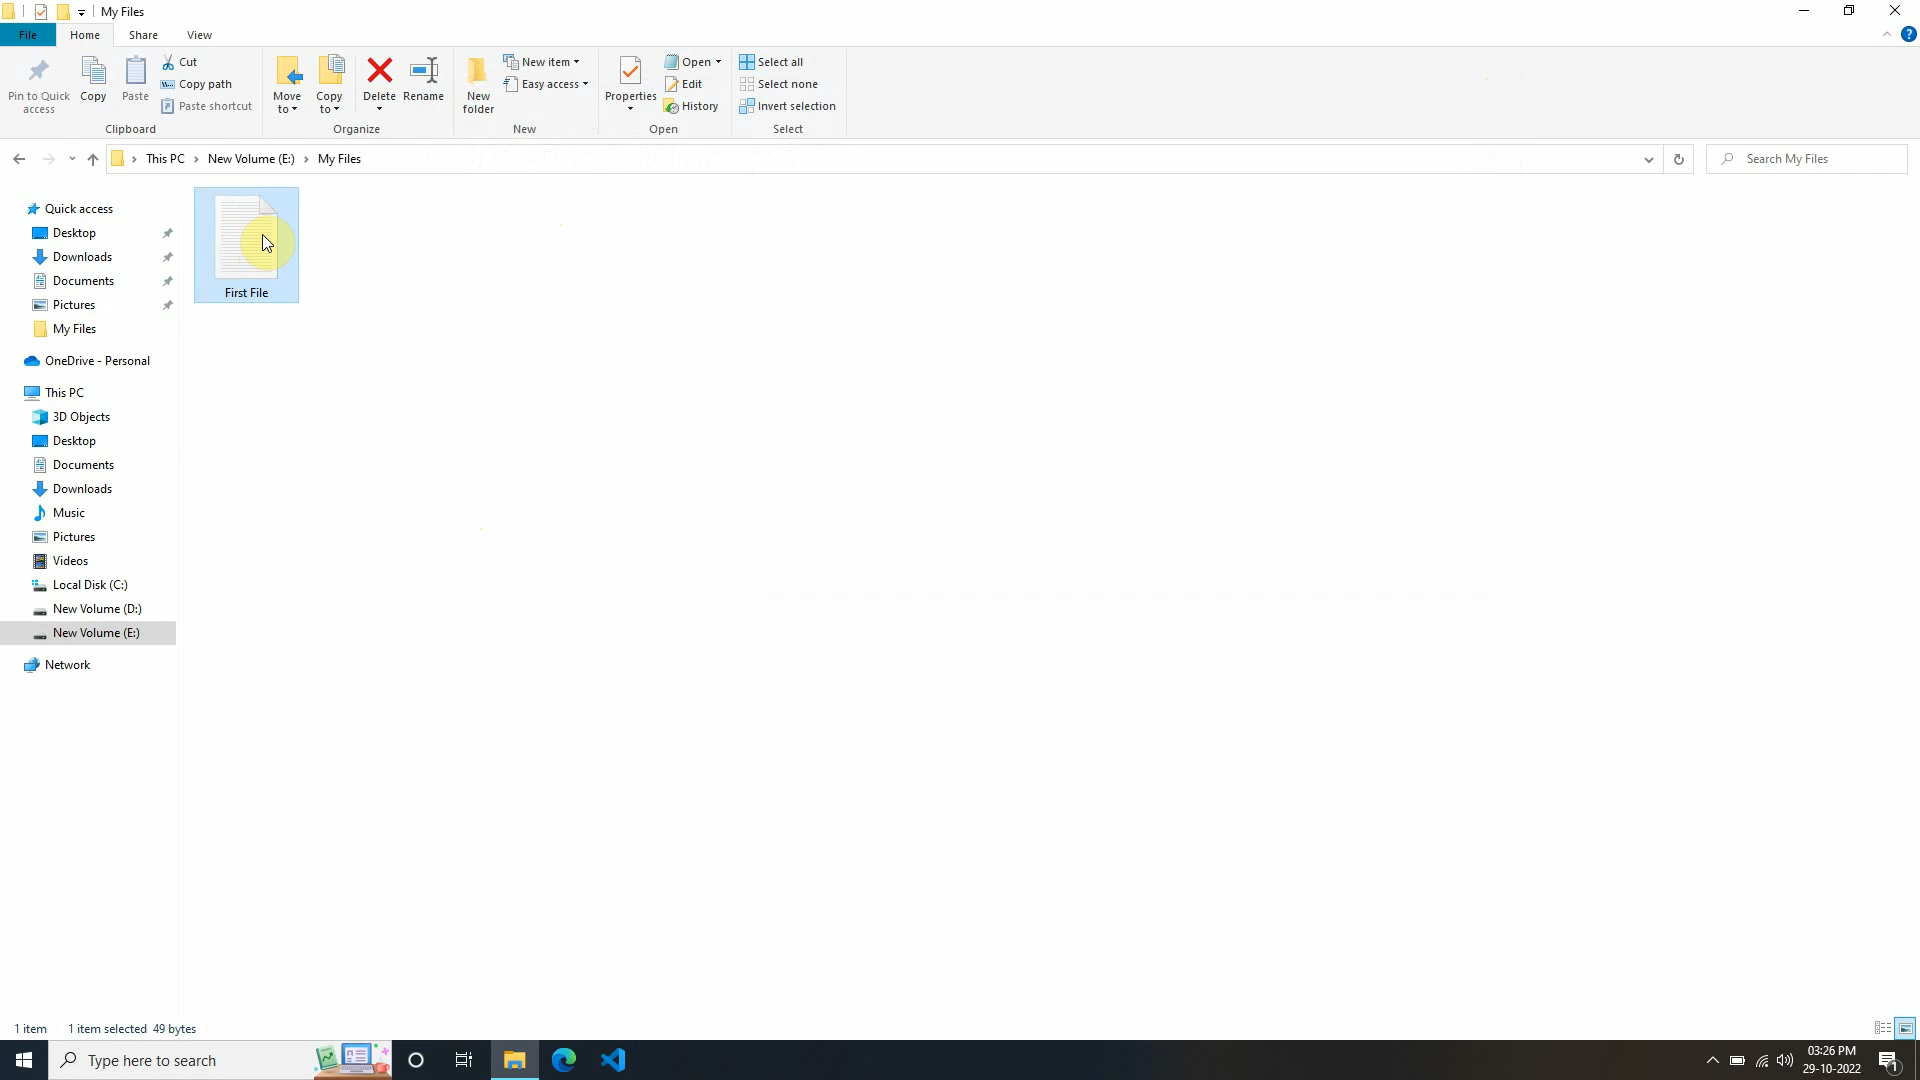 My Files
File Home Share View
Pin to Quick access
Copy
Paste
Cut
Copy path
Paste shortcut
Clipboard
Move to
Copy to
Delete
Rename
Organize
New folder
New item
Easy access
New
Properties
Open
Edit
History
Open
Select all
Select none
Invert selection
Select
This PC > New Volume (E:) > My Files
Search My Files
Quick access
Desktop
Downloads
Documents
Pictures
My Files
OneDrive - Personal
This PC
3D Objects
Desktop
Documents
Downloads
Music
Pictures
Videos
Local Disk (C:)
New Volume (D:)
New Volume (E:)
Network
First File
1 item 1 item selected 49 bytes
Type here to search
03:26 PM
29-10-2022
1